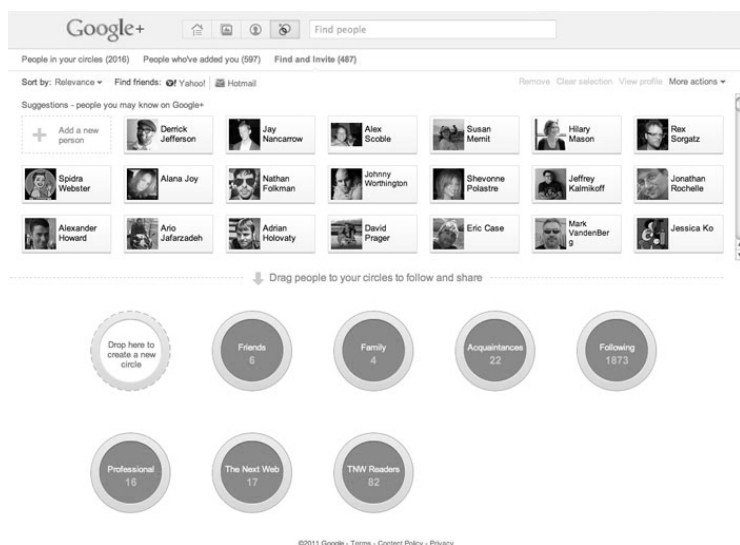 Google+
Find people
People in your circles (2016) People who've added you (597) Find and Invite (487)
Sort by: Relevance Find friends: Yahoo! Hotmail Remove Clear selection View profile More actions
Suggestions - people you may know on Google+
Add a new
person
Derrick
Jefferson
Jay
Nancarrow
Alex
Scoble
Susan
Mernit
Hilary
Mason
Rex
Sorgatz
Spidra
Webster
Alana Joy
Nathan
Folkman
Johnny
Worthington
Shevonne
Polastre
Jeffrey
Kalmikoff
Jonathan
Rochelle
Alexander
Howard
Ario
Jafarzadeh
Adrian
Holovaty
David
Prager
Eric Case
Mark
VandenBer
g
Jessica Ko
Drag people to your circles to follow and share
Drop here to
create a new
circle
Friends
6
Family
4
Acquaintances
22
Following
1873
Professional
16
The Next Web
17
TNW Readers
82
©2011 Google - Terms - Content Policy - Privacy